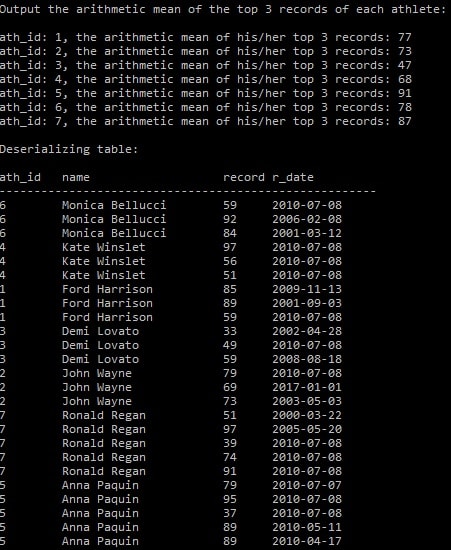 Output the arithmetic mean of the top 3 records of each athlete:
ath_id: 1, the arithmetic mean of his/her top 3 records: 77
ath_id: 2, the arithmetic mean of his/her top 3 records: 73
ath_id: 3, the arithmetic mean of his/her top 3 records: 47
ath_id: 4, the arithmetic mean of his/her top 3 records: 68
ath_id: 5, the arithmetic mean of his/her top 3 records: 91
ath_id: 6, the arithmetic mean of his/her top 3 records: 78
ath_id: 7, the arithmetic mean of his/her top 3 records: 87
Deserializing table:
ath_id name record r_date
------------------------------------------------------
6 Monica Bellucci 59 2010-07-08
6 Monica Bellucci 92 2006-02-08
6 Monica Bellucci 84 2001-03-12
4 Kate Winslet 97 2010-07-08
4 Kate Winslet 56 2010-07-08
4 Kate Winslet 51 2010-07-08
1 Ford Harrison 85 2009-11-13
1 Ford Harrison 89 2001-09-03
1 Ford Harrison 59 2010-07-08
3 Demi Lovato 33 2002-04-28
3 Demi Lovato 49 2010-07-08
3 Demi Lovato 59 2008-08-18
2 John Wayne 79 2010-07-08
2 John Wayne 69 2017-01-01
2 John Wayne 73 2003-05-03
7 Ronald Regan 51 2000-03-22
7 Ronald Regan 97 2005-05-20
7 Ronald Regan 39 2010-07-08
7 Ronald Regan 74 2010-07-08
7 Ronald Regan 91 2010-07-08
5 Anna Paquin 79 2010-07-07
5 Anna Paquin 95 2010-07-08
5 Anna Paquin 37 2010-07-08
5 Anna Paquin 89 2010-05-11
5 Anna Paquin 89 2010-04-17